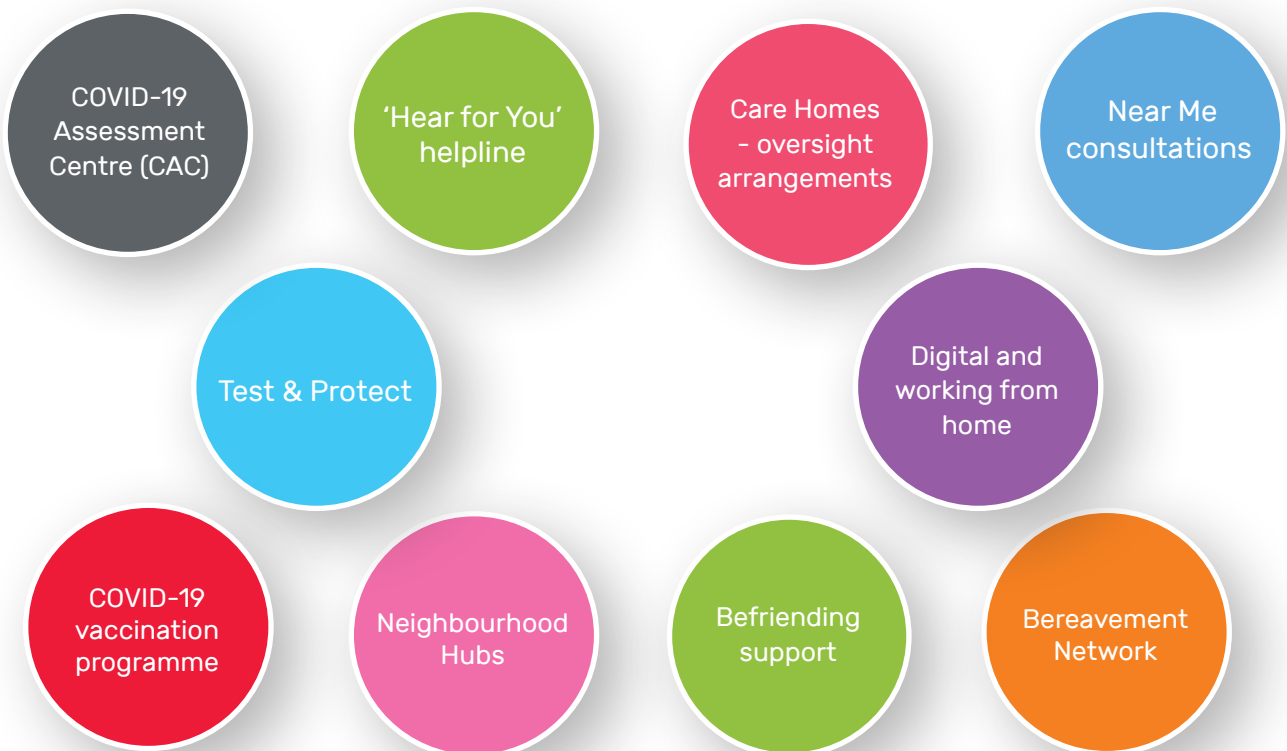 COVID-19
Assessment
Centre (CAC)
‘Hear for You’
helpline
Care Homes
- oversight
arrangements
Near Me
consultations
Test & Protect
Digital and
working from
home
COVID-19
vaccination
programme
Neighbourhood
Hubs
Befriending
support
Bereavement
Network